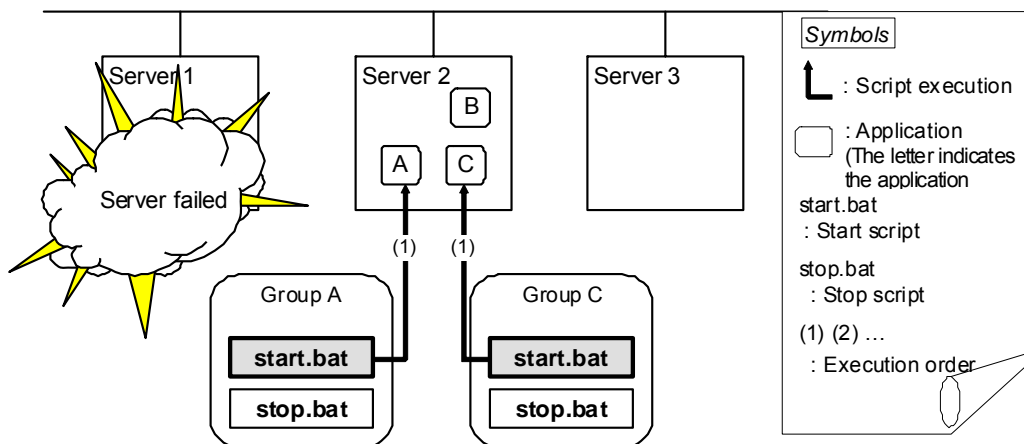 Server 1
Server failed
Server 2
B
A
C
Server 3
(1)
(1)
Group A
start.bat
stop.bat
Group C
start.bat
stop.bat
Symbols
: Script execution
: Application
(The letter indicates
the application
start.bat
: Start script
stop.bat
: Stop script
(1) (2) …
: Execution order